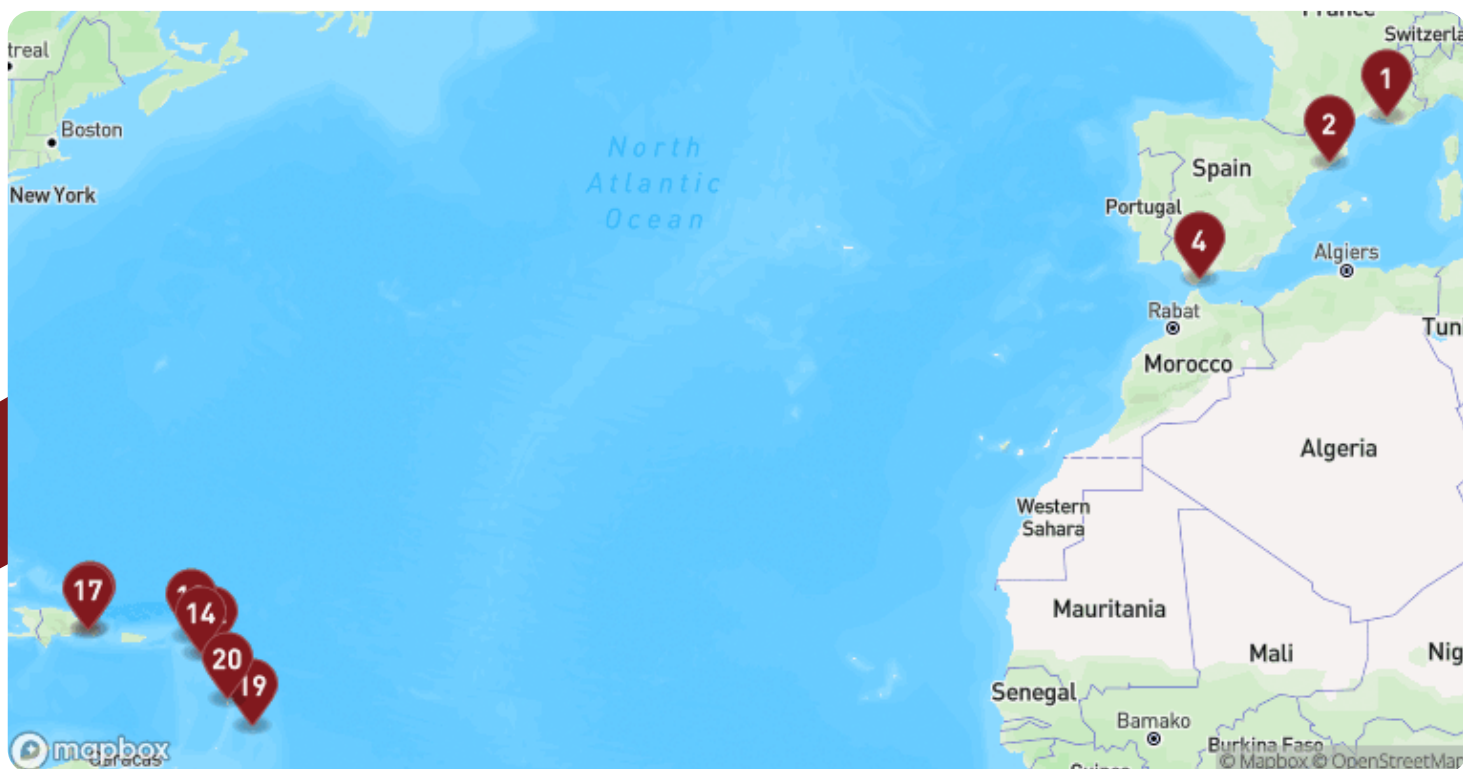 France
Switzerla
treal
1
Boston
2
North
Atlantic
Ocean
Spain
New York
Portugal
4
Algiers
Rabat
Tun
Morocco
Algeria
Western
Sahara
17
14
Mauritania
20
Mali
Nig
19
Senegal
Bamako
mapbox
Caracas
Burkina Faso
© Mapbox © OpenStreetMap